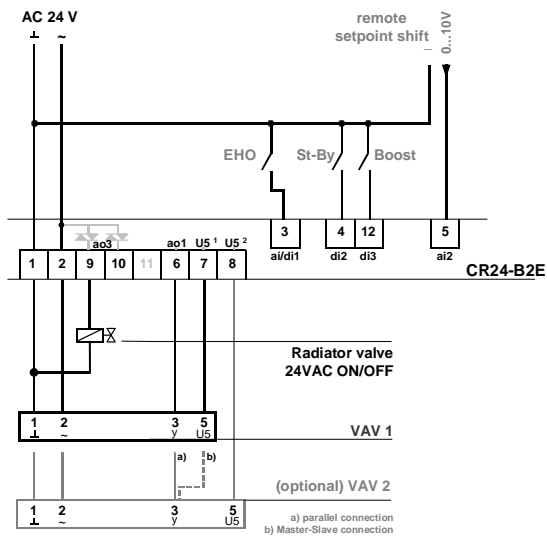 AC 24 V
⊥ ~
remote
setpoint shift
⊥
0...10V
EHO
St-By
Boost
3 4 12 5
ai/di1 di2 di3 ai2
ao3 ao1 U5 1 U5 2
1 2 9 10 11 6 7 8
CR24-B2E
Radiator valve
24VAC ON/OFF
1 2 3 5
⊥ ~ y U5
VAV 1
a) b)
(optional) VAV 2
1 2 3 5
⊥ ~ y U5
a) parallel connection
b) Master-Slave connection